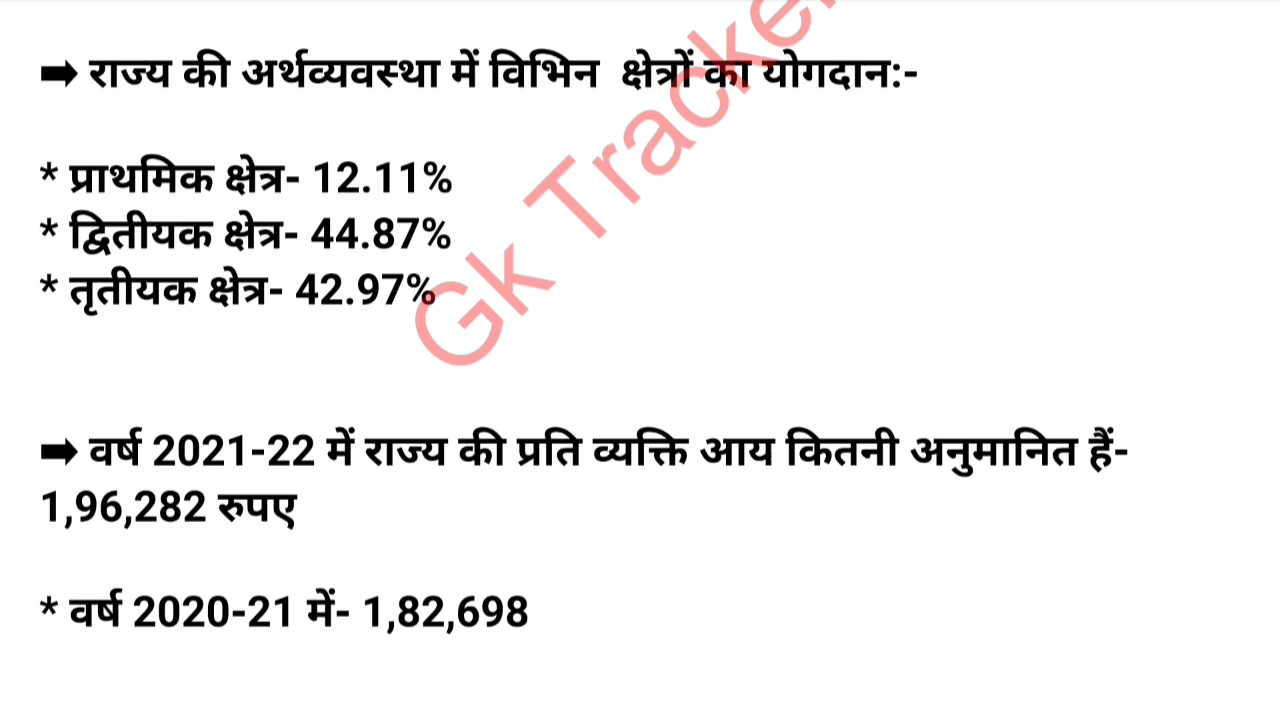 ➡ राज्य की अर्थव्यवस्था में विभिन क्षेत्रों का योगदान:-
* प्राथमिक क्षेत्र- 12.11%
* द्वितीयक क्षेत्र- 44.87%
* तृतीयक क्षेत्र- 42.97%
➡ वर्ष 2021-22 में राज्य की प्रति व्यक्ति आय कितनी अनुमानित हैं-
1,96,282 रुपए
* वर्ष 2020-21 में- 1,82,698
Gk Tracker